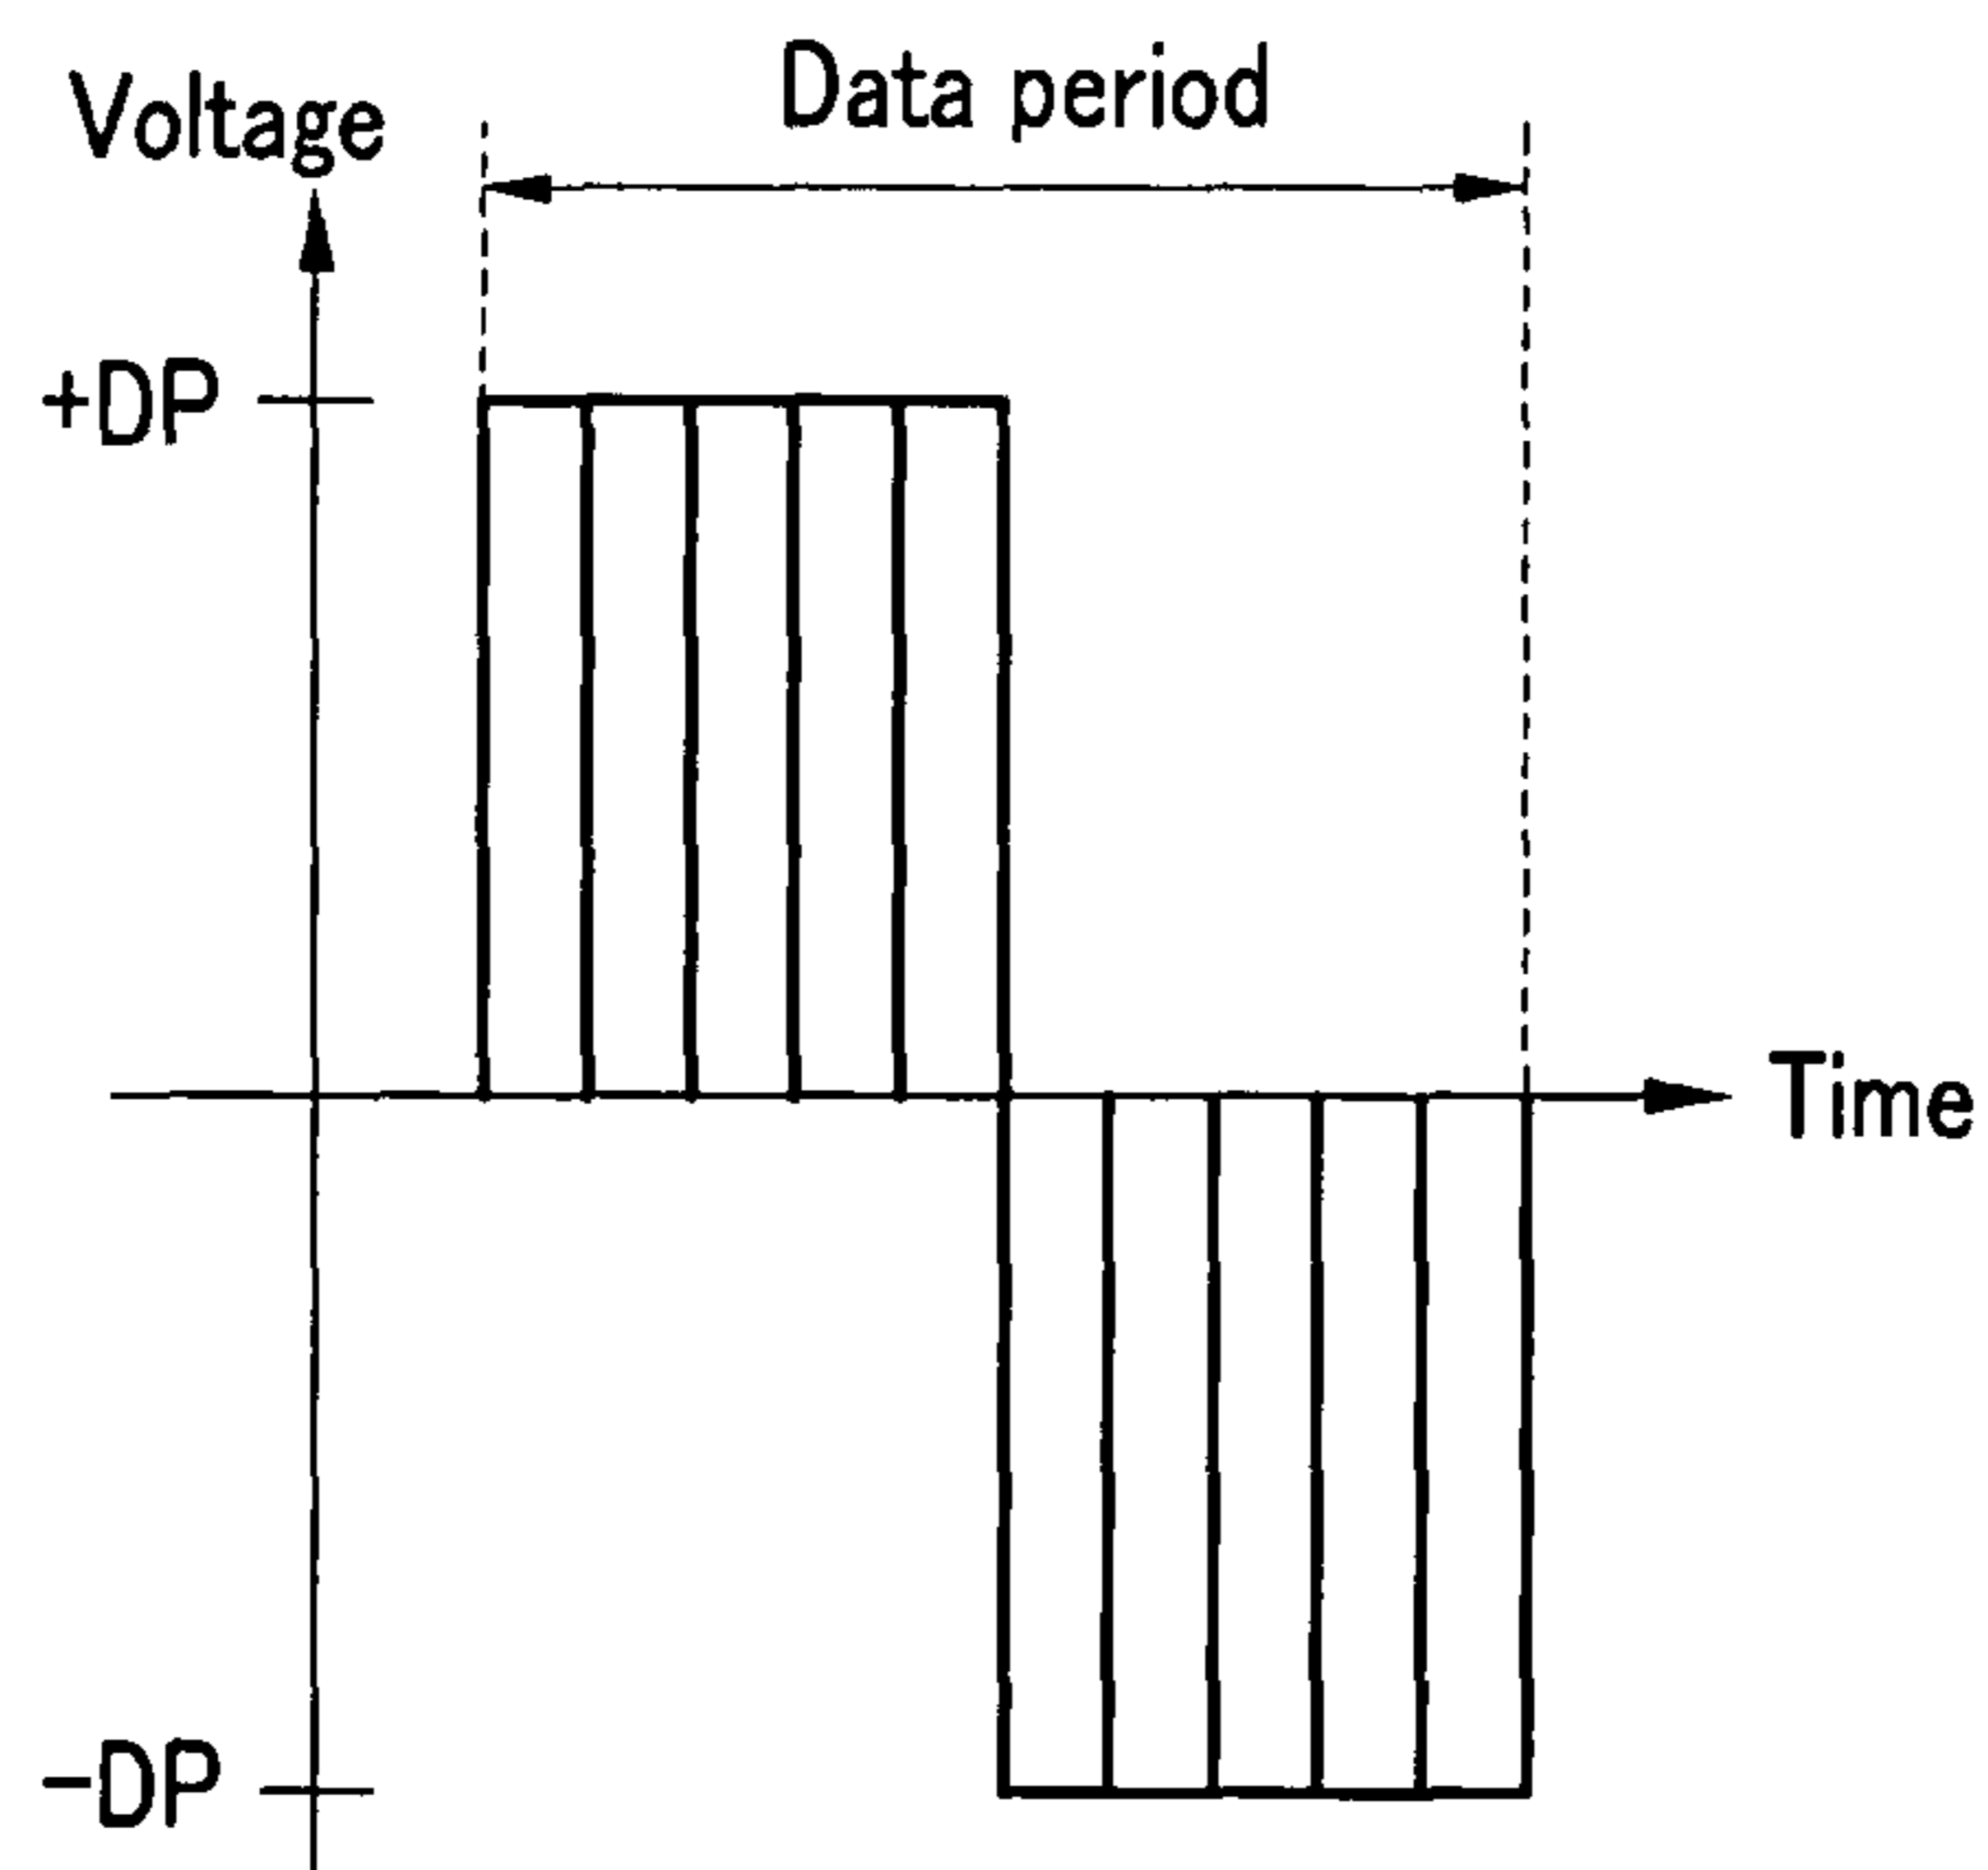 Data period
Voltage
+DP
Time
−DP